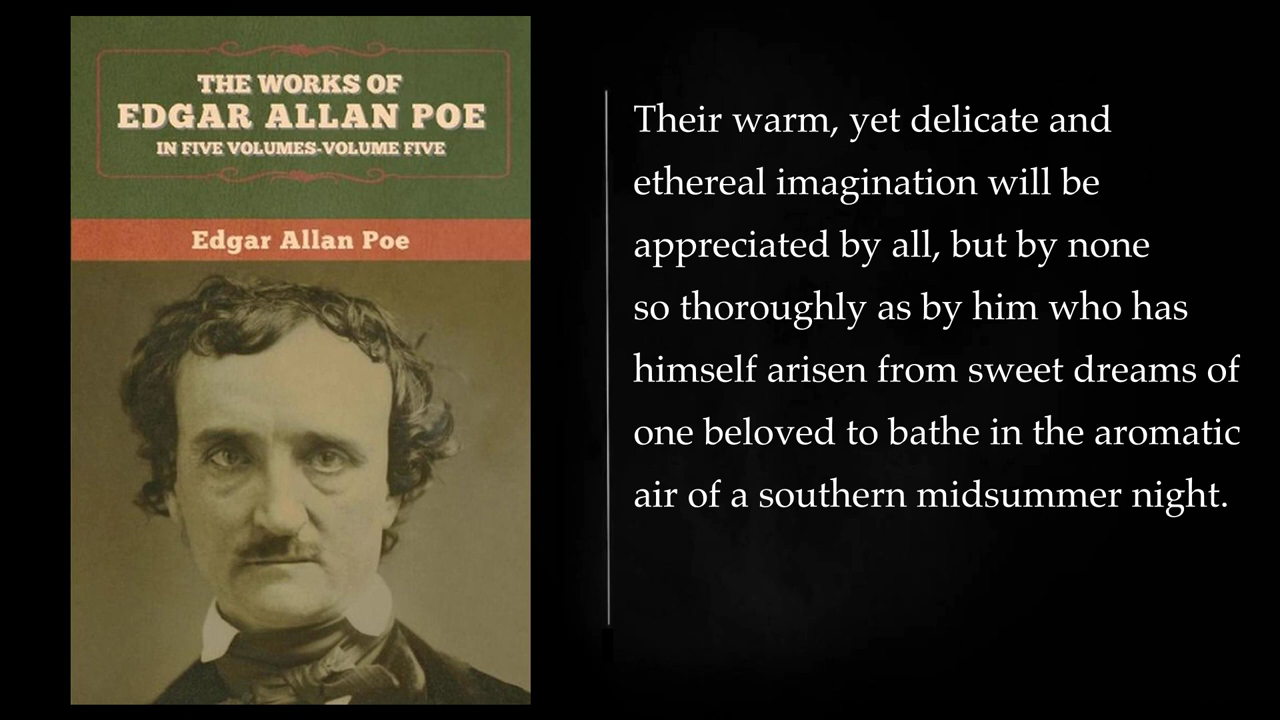 THE WORKS OF
EDGAR ALLAN POE
IN FIVE VOLUMES-VOLUME FIVE
Edgar Allan Poe
Their warm, yet delicate and
ethereal imagination will be
appreciated by all, but by none
so thoroughly as by him who has
himself arisen from sweet dreams of
one beloved to bathe in the aromatic
air of a southern midsummer night.